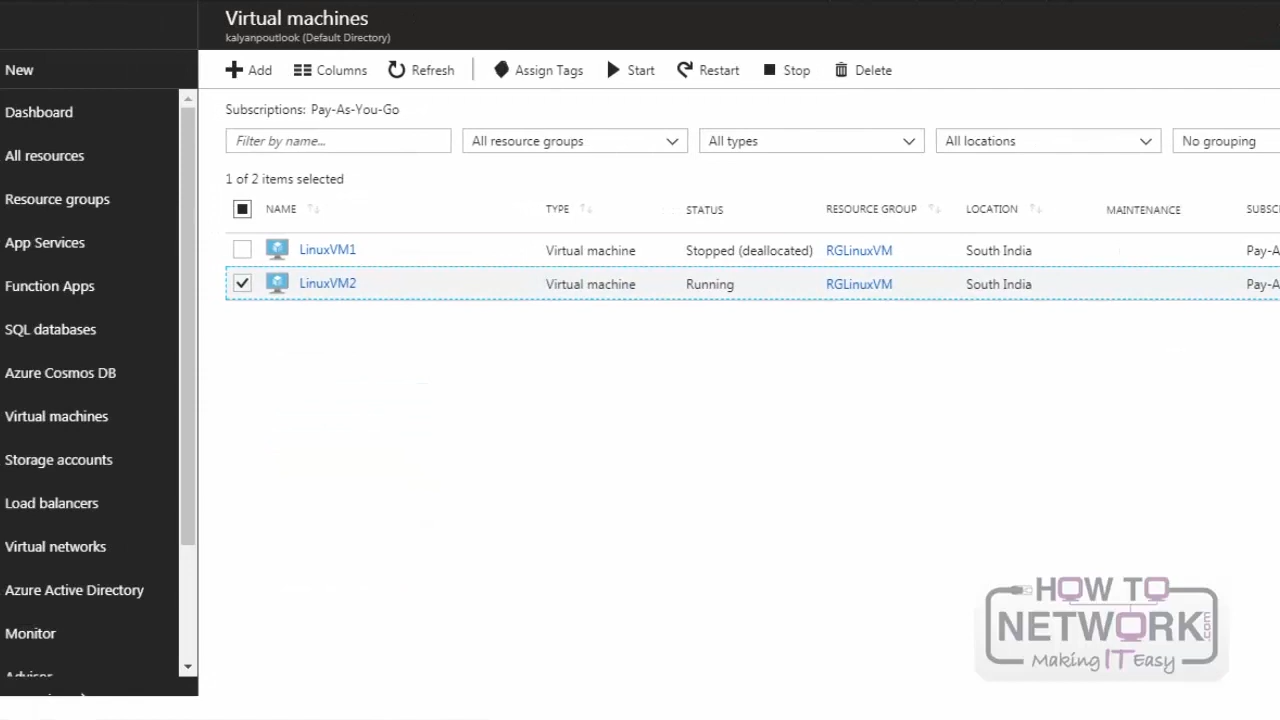 Virtual machines
kalyanpoutlook (Default Directory)
New
Add Columns Refresh Assign Tags Start Restart Stop Delete
Dashboard
All resources
Resource groups
App Services
Function Apps
SQL databases
Azure Cosmos DB
Virtual machines
Storage accounts
Load balancers
Virtual networks
Azure Active Directory
Monitor
Advisor
Subscriptions: Pay-As-You-Go
Filter by name... All resource groups All types All locations No grouping
1 of 2 items selected
NAME TYPE STATUS RESOURCE GROUP LOCATION MAINTENANCE SUBSC
LinuxVM1 Virtual machine Stopped (deallocated) RGLinuxVM South India Pay-A
LinuxVM2 Virtual machine Running RGLinuxVM South India Pay-A
HOW TO
NETWORK.com
Making IT Easy